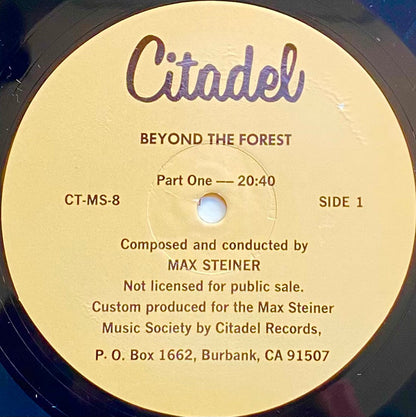 Citadel
BEYOND THE FOREST
Part One — 20:40
CT-MS-8 SIDE 1
Composed and conducted by
MAX STEINER
Not licensed for public sale.
Custom produced for the Max Steiner
Music Society by Citadel Records,
P. O. Box 1662, Burbank, CA 91507